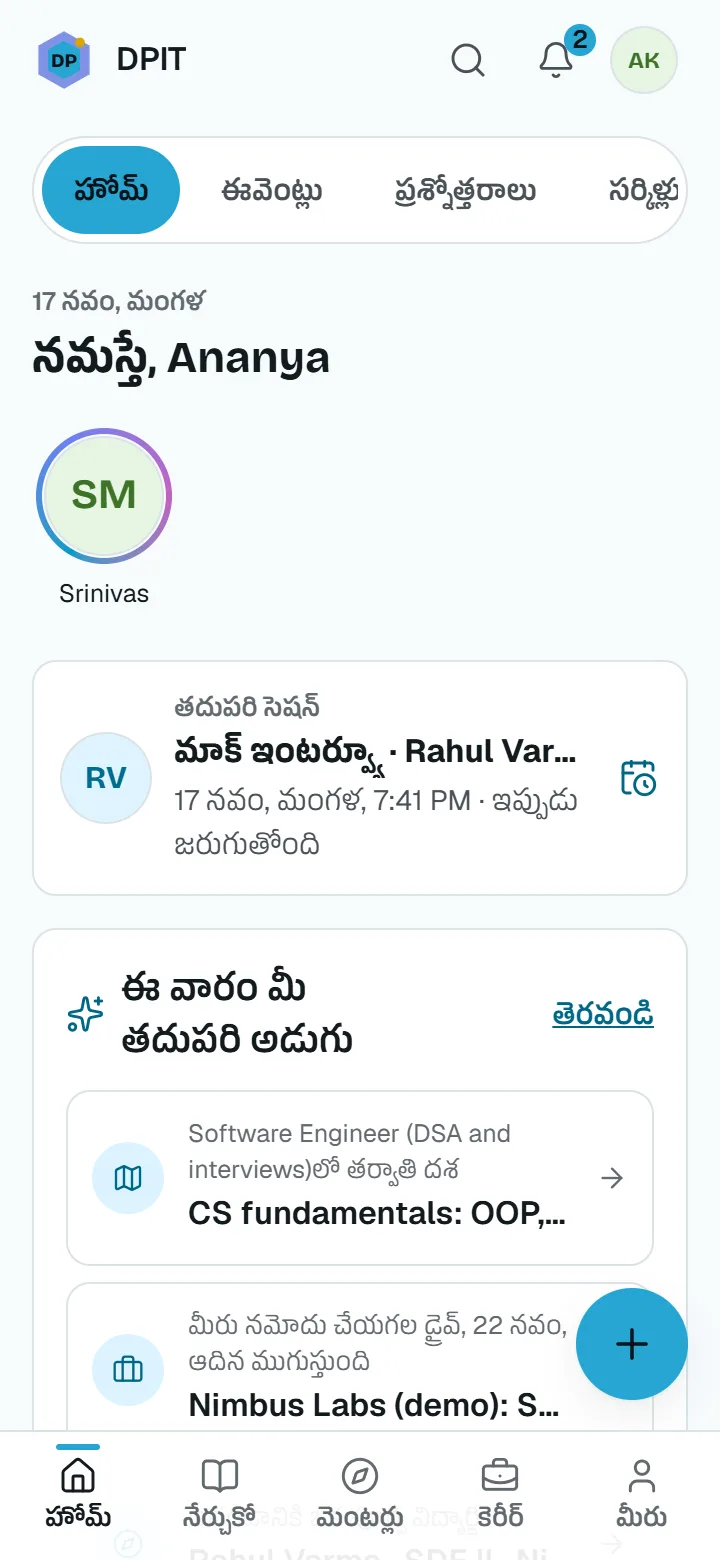 DP
DPIT
2
AK
హోమ్
ఈవెంట్లు
ప్రశ్నోత్తరాలు
సర్కిళ్లు
17 నవం, మంగళ
నమస్తే, Ananya
SM
Srinivas
తదుపరి సెషన్
RV
మాక్ ఇంటర్వ్యూ · Rahul Var...
17 నవం, మంగళ, 7:41 PM · ఇప్పుడు
జరుగుతోంది
ఈ వారం మీ
తదుపరి అడుగు
తెరవండి
Software Engineer (DSA and
interviews)లో తర్వాతి దశ
CS fundamentals: OOP,...
మీరు నమోదు చేయగల డ్రైవ్, 22 నవం,
ఆదిన ముగుస్తుంది
Nimbus Labs (demo): S...
హోమ్
నేర్చుకో
మెంటర్లు
కెరీర్
మీరు